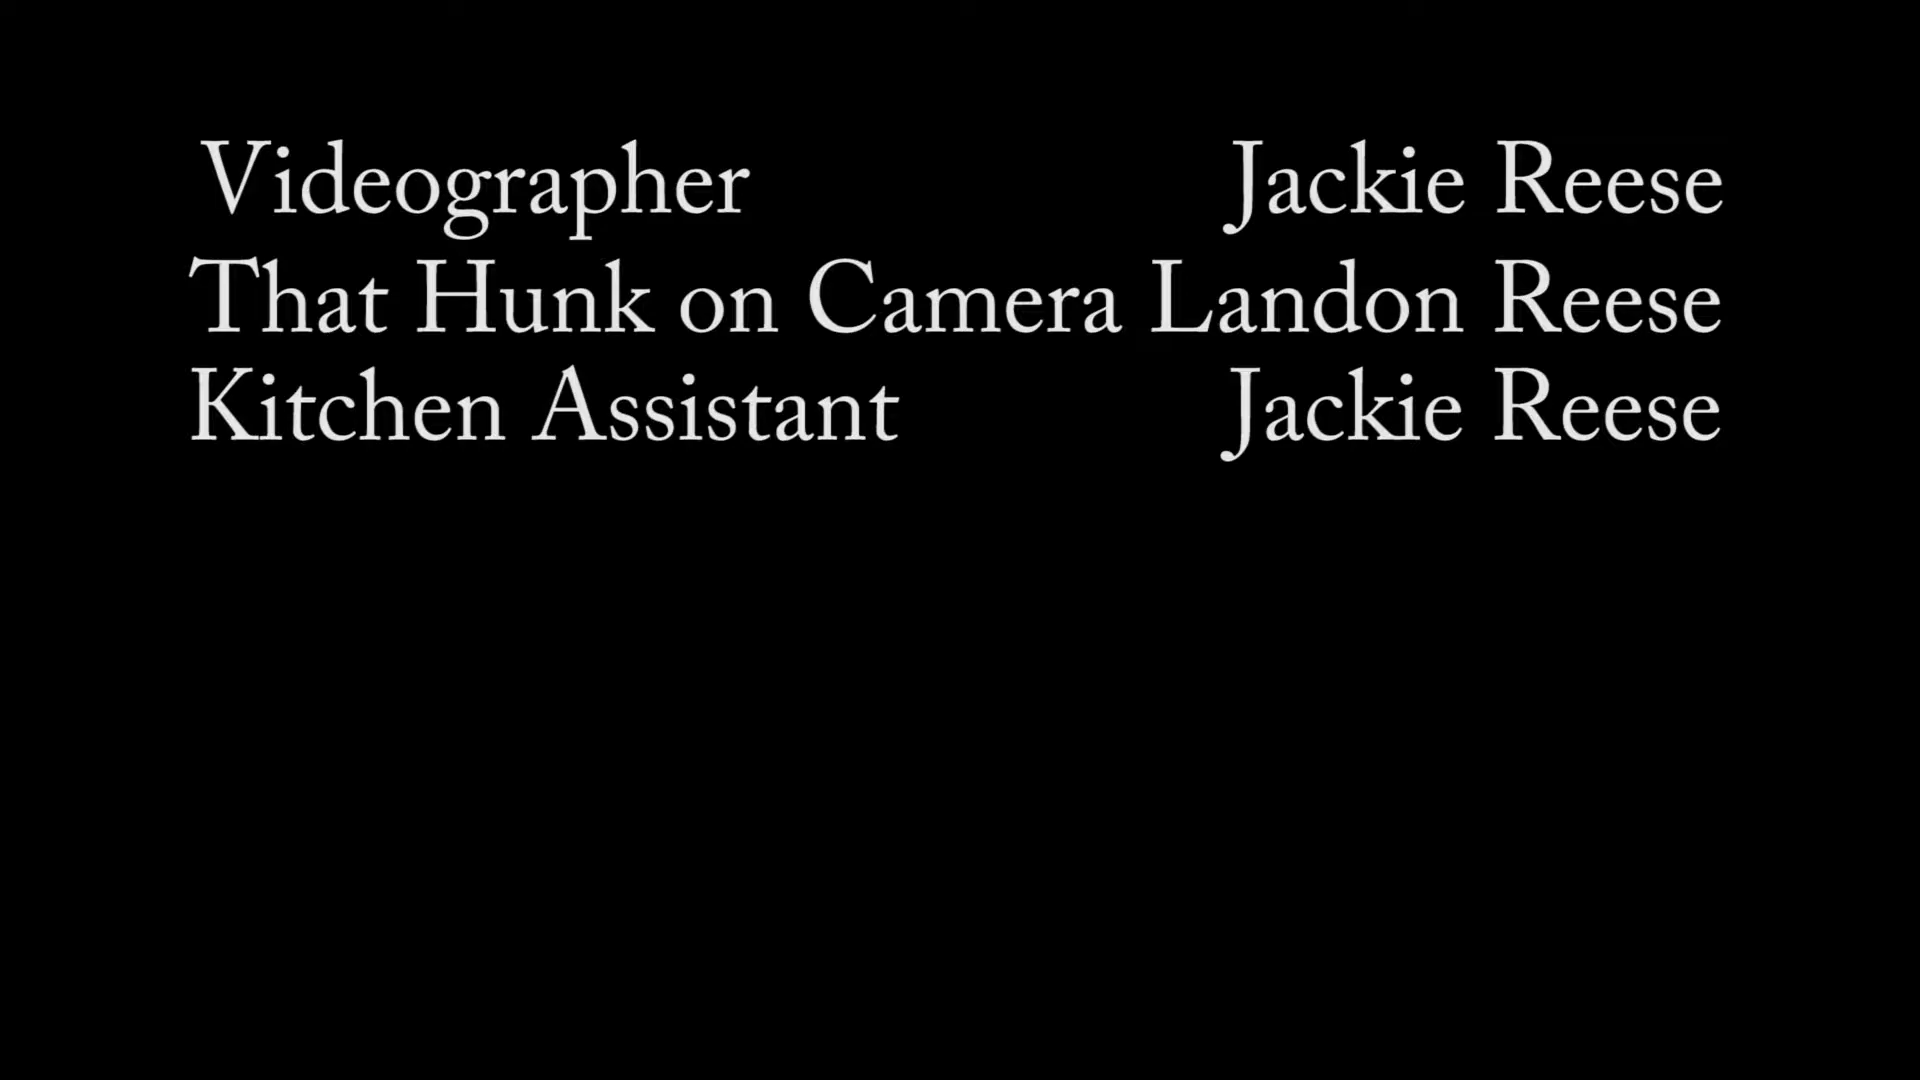 Videographer Jackie Reese
That Hunk on Camera Landon Reese
Kitchen Assistant Jackie Reese